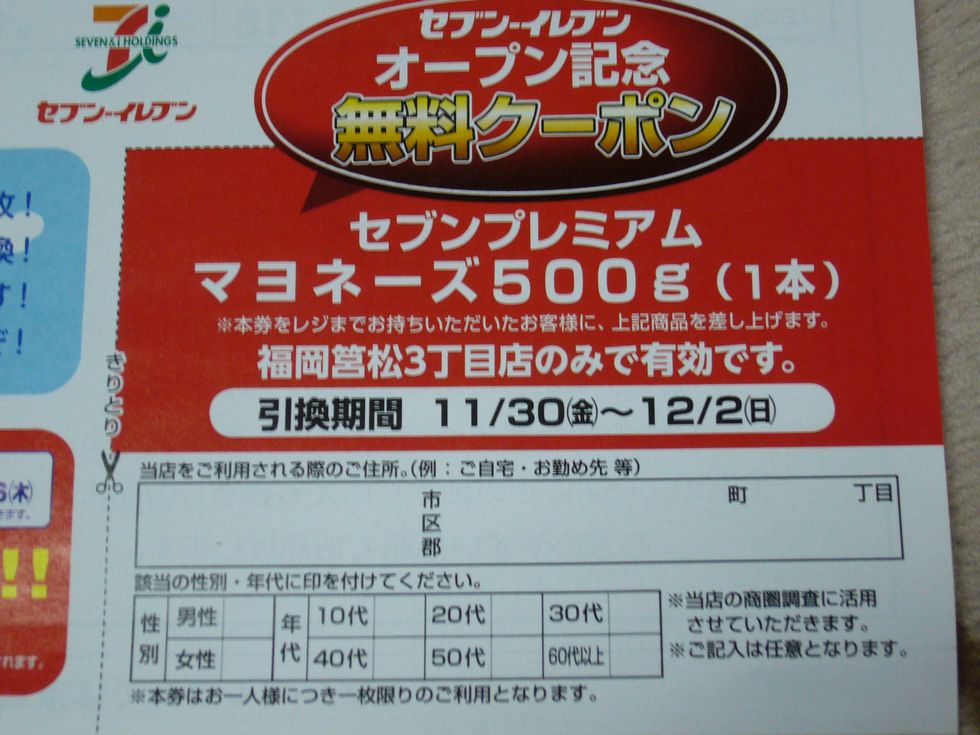 SEVEN & i HOLDINGS
セブン-イレブン
セブン-イレブン
オープン記念
無料クーポン
セブンプレミアム
マヨネーズ500g(1本)
※本券をレジまでお持ちいただいたお客様に、上記商品を差し上げます。
福岡筥松3丁目店のみで有効です。
引換期間 11/30㈮~12/2㈰
きりとり
当店をご利用される際のご住所。(例:ご自宅・お勤め先 等)
市 町 丁目
区
郡
該当の性別・年代に印を付けてください。
性別 男性 年代 10代 20代 30代
女性 40代 50代 60代以上
※当店の商圏調査に活用
させていただきます。
※ご記入は任意となります。
※本券はお一人様につき一枚限りのご利用となります。
枚!
換!
す!
ぞ!
6㈭
きます。
!!
れます。